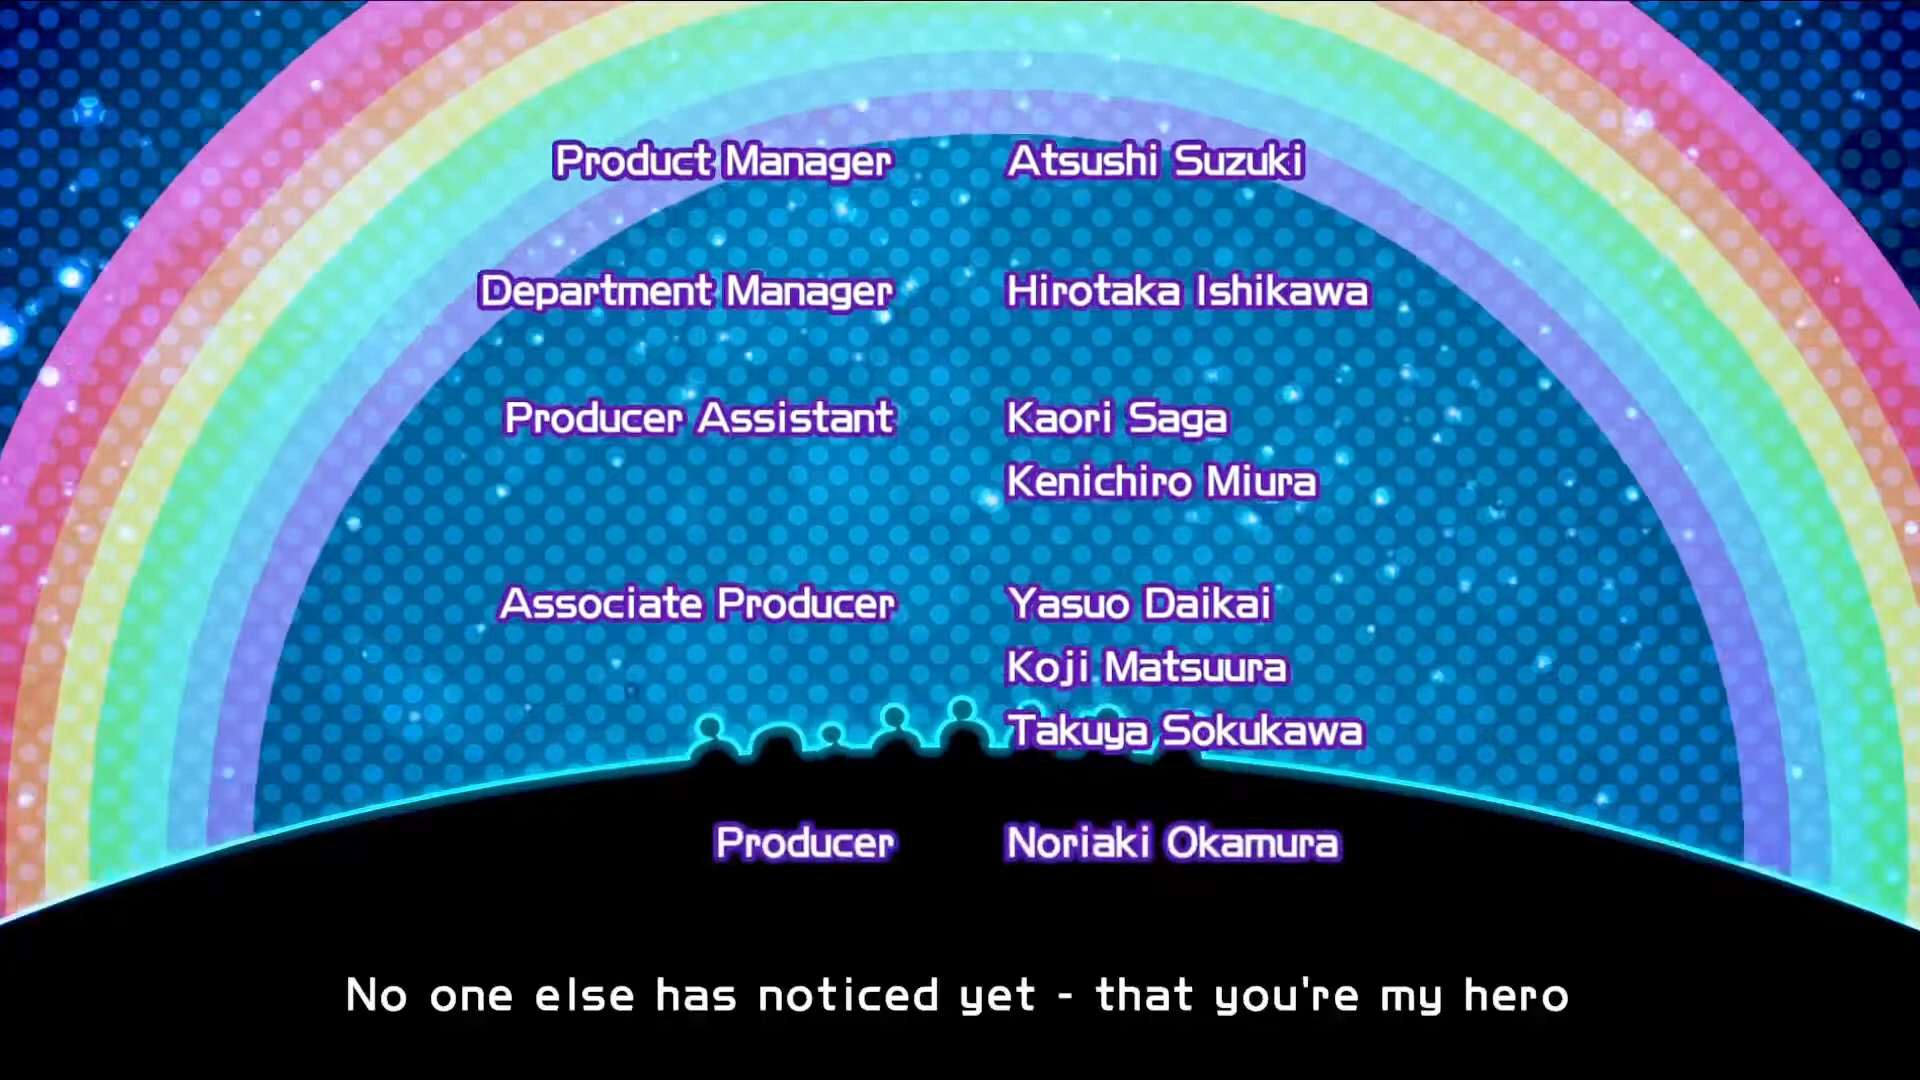 Product Manager Atsushi Suzuki
Department Manager Hirotaka Ishikawa
Producer Assistant Kaori Saga
Kenichiro Miura
Associate Producer Yasuo Daikai
Koji Matsuura
Takuya Sokukawa
Producer Noriaki Okamura
No one else has noticed yet - that you're my hero